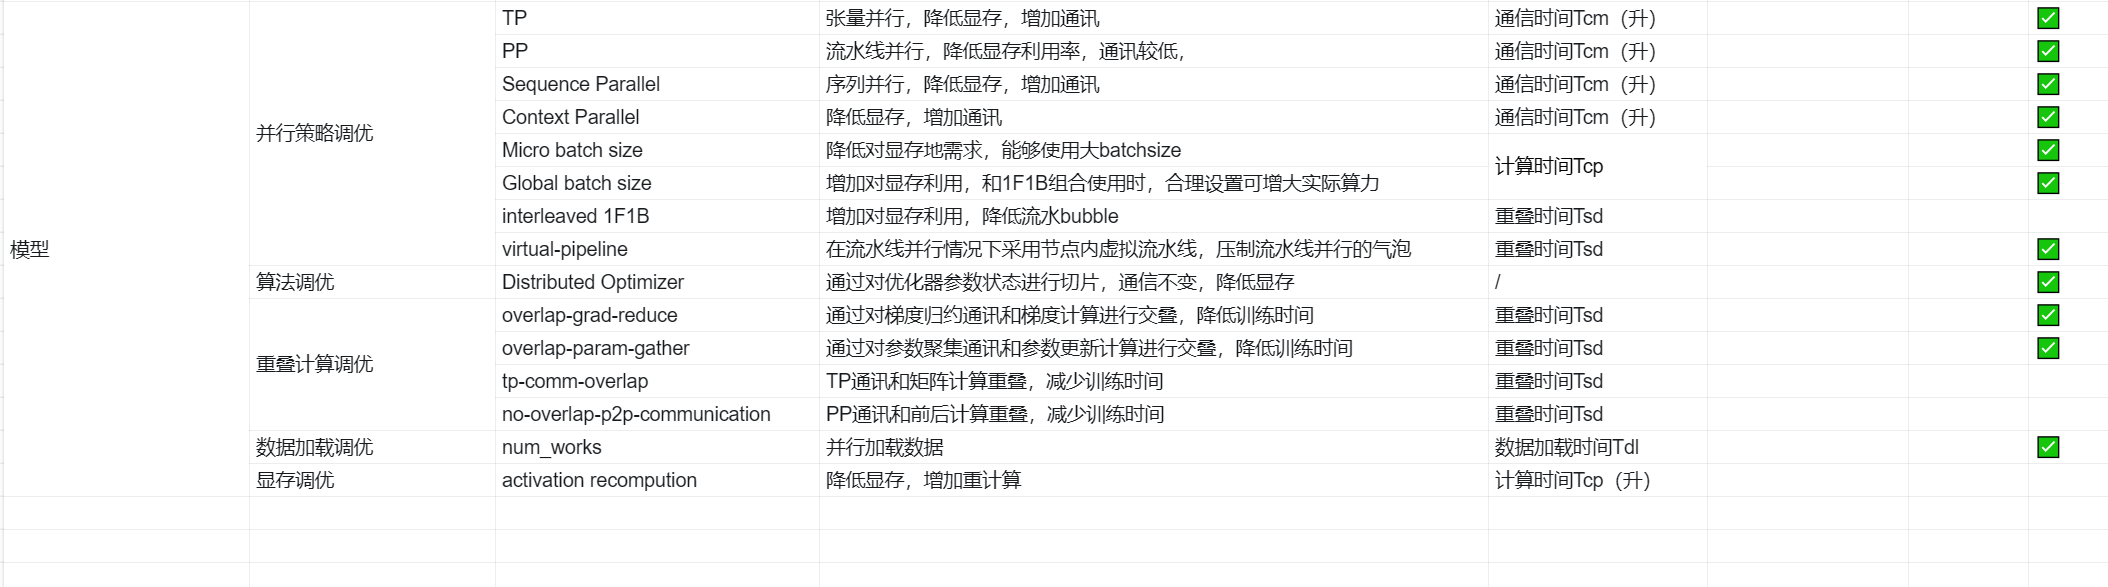 TP 张量并行，降低显存，增加通讯 通信时间Tcm（升）
PP 流水线并行，降低显存利用率，通讯较低， 通信时间Tcm（升）
Sequence Parallel 序列并行，降低显存，增加通讯 通信时间Tcm（升）
Context Parallel 降低显存，增加通讯 通信时间Tcm（升）
并行策略调优
Micro batch size 降低对显存地需求，能够使用大batchsize
计算时间Tcp
Global batch size 增加对显存利用，和1F1B组合使用时，合理设置可增大实际算力
interleaved 1F1B 增加对显存利用，降低流水bubble 重叠时间Tsd
模型
virtual-pipeline 在流水线并行情况下采用节点内虚拟流水线，压制流水线并行的气泡 重叠时间Tsd
算法调优 Distributed Optimizer 通过对优化器参数状态进行切片，通信不变，降低显存 /
overlap-grad-reduce 通过对梯度归约通讯和梯度计算进行交叠，降低训练时间 重叠时间Tsd
overlap-param-gather 通过对参数聚集通讯和参数更新计算进行交叠，降低训练时间 重叠时间Tsd
重叠计算调优
tp-comm-overlap TP通讯和矩阵计算重叠，减少训练时间 重叠时间Tsd
no-overlap-p2p-communication PP通讯和前后计算重叠，减少训练时间 重叠时间Tsd
数据加载调优 num_works 并行加载数据 数据加载时间Tdl
显存调优 activation recompution 降低显存，增加重计算 计算时间Tcp（升）